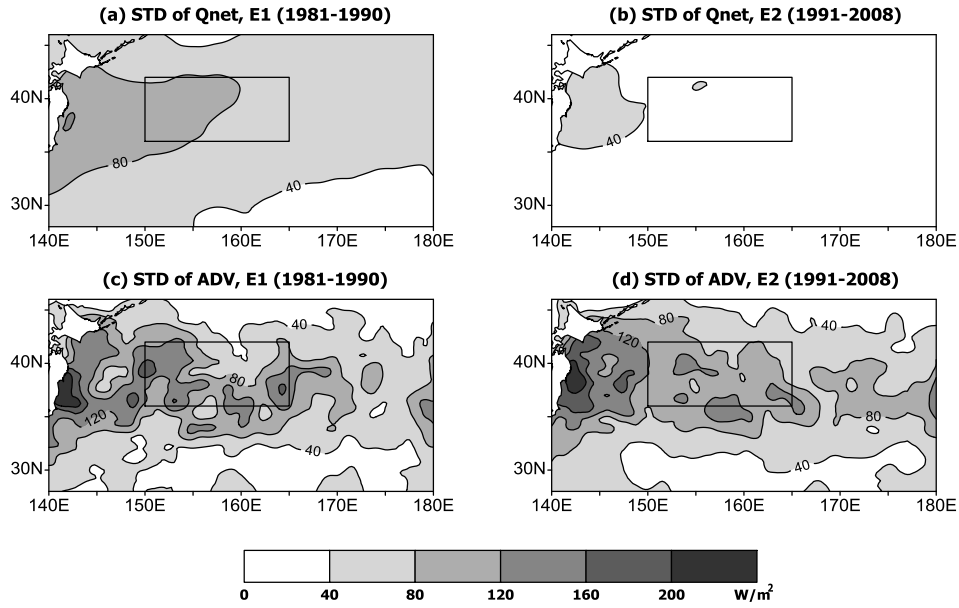 (a) STD of Qnet, E1 (1981-1990)
(b) STD of Qnet, E2 (1991-2008)
40N
30N
80
40
140E 150E 160E 170E 180E
40N
30N
40
140E 150E 160E 170E 180E
(c) STD of ADV, E1 (1981-1990)
(d) STD of ADV, E2 (1991-2008)
40N
30N
40
80
120
40
140E 150E 160E 170E 180E
40N
30N
80
40
120
80
40
140E 150E 160E 170E 180E
0 40 80 120 160 200 W/m²